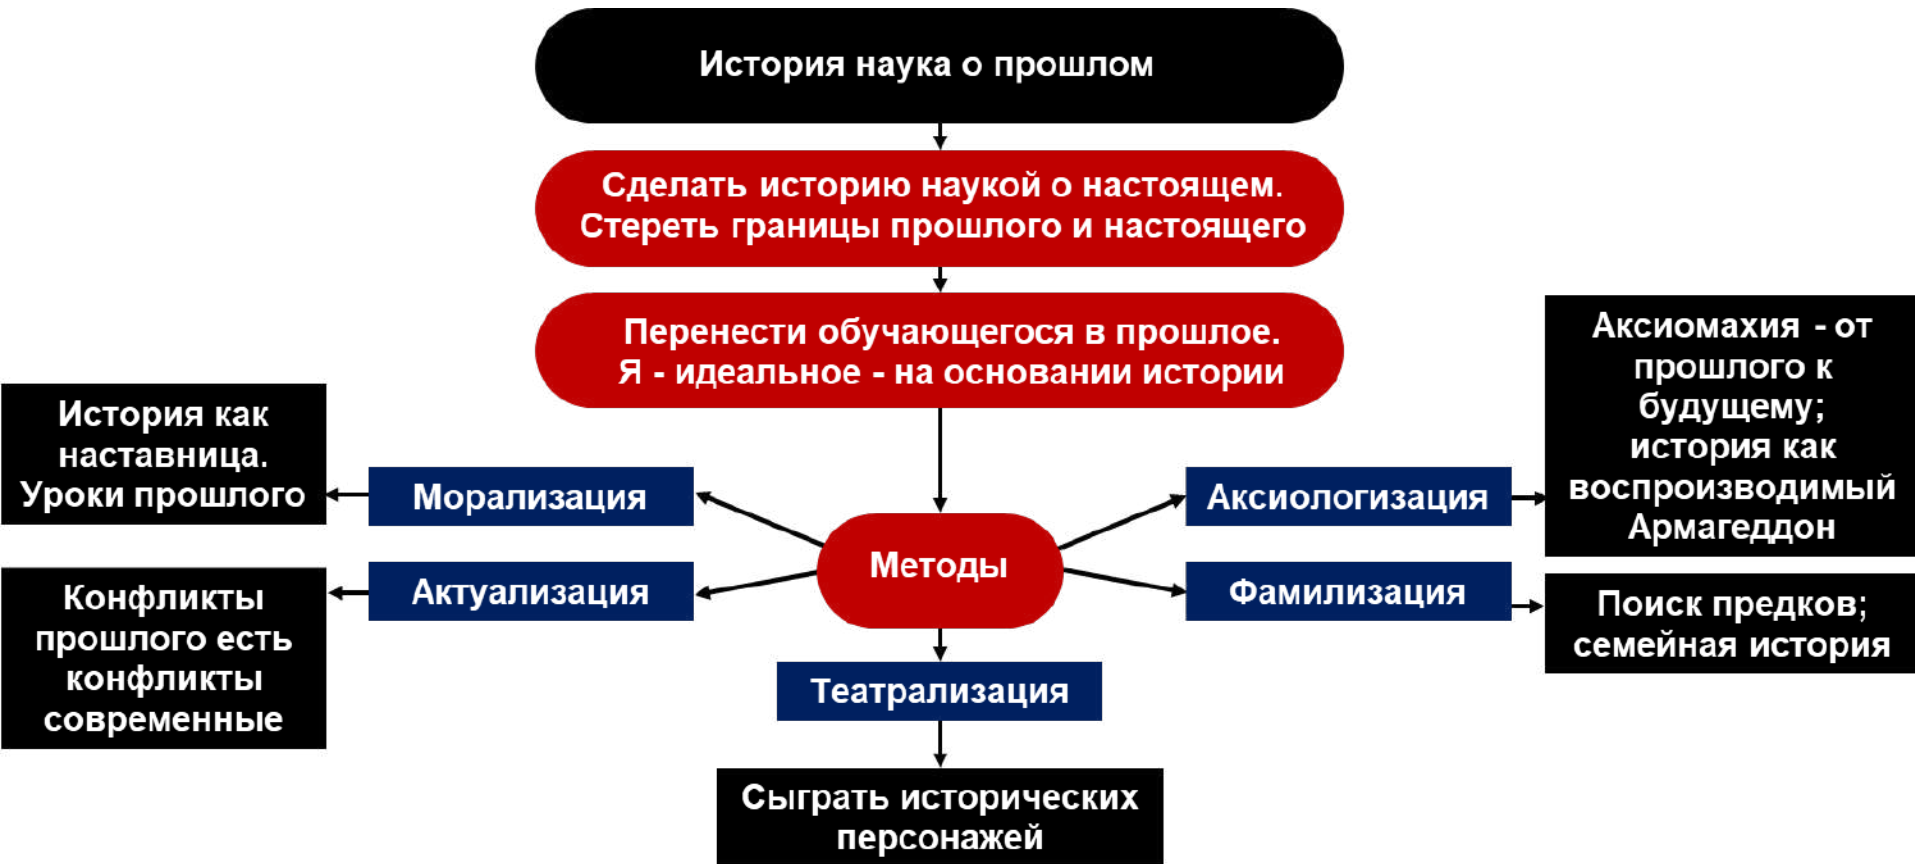 История наука о прошлом
Сделать историю наукой о настоящем.
Стереть границы прошлого и настоящего
Перенести обучающегося в прошлое.
Я - идеальное - на основании истории
Методы
Морализация
История как
наставница.
Уроки прошлого
Актуализация
Конфликты
прошлого есть
конфликты
современные
Театрализация
Сыграть исторических
персонажей
Аксиологизация
Аксиомахия - от
прошлого к
будущему;
история как
воспроизводимый
Армагеддон
Фамилизация
Поиск предков;
семейная история